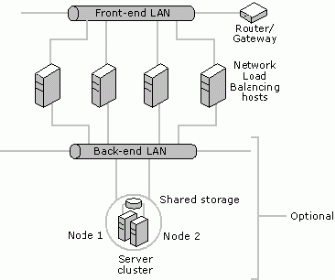 Front-end LAN
Router/
Gateway
Network
Load
Balancing
hosts
Back-end LAN
Shared storage
Optional
Node 1
Node 2
Server
cluster